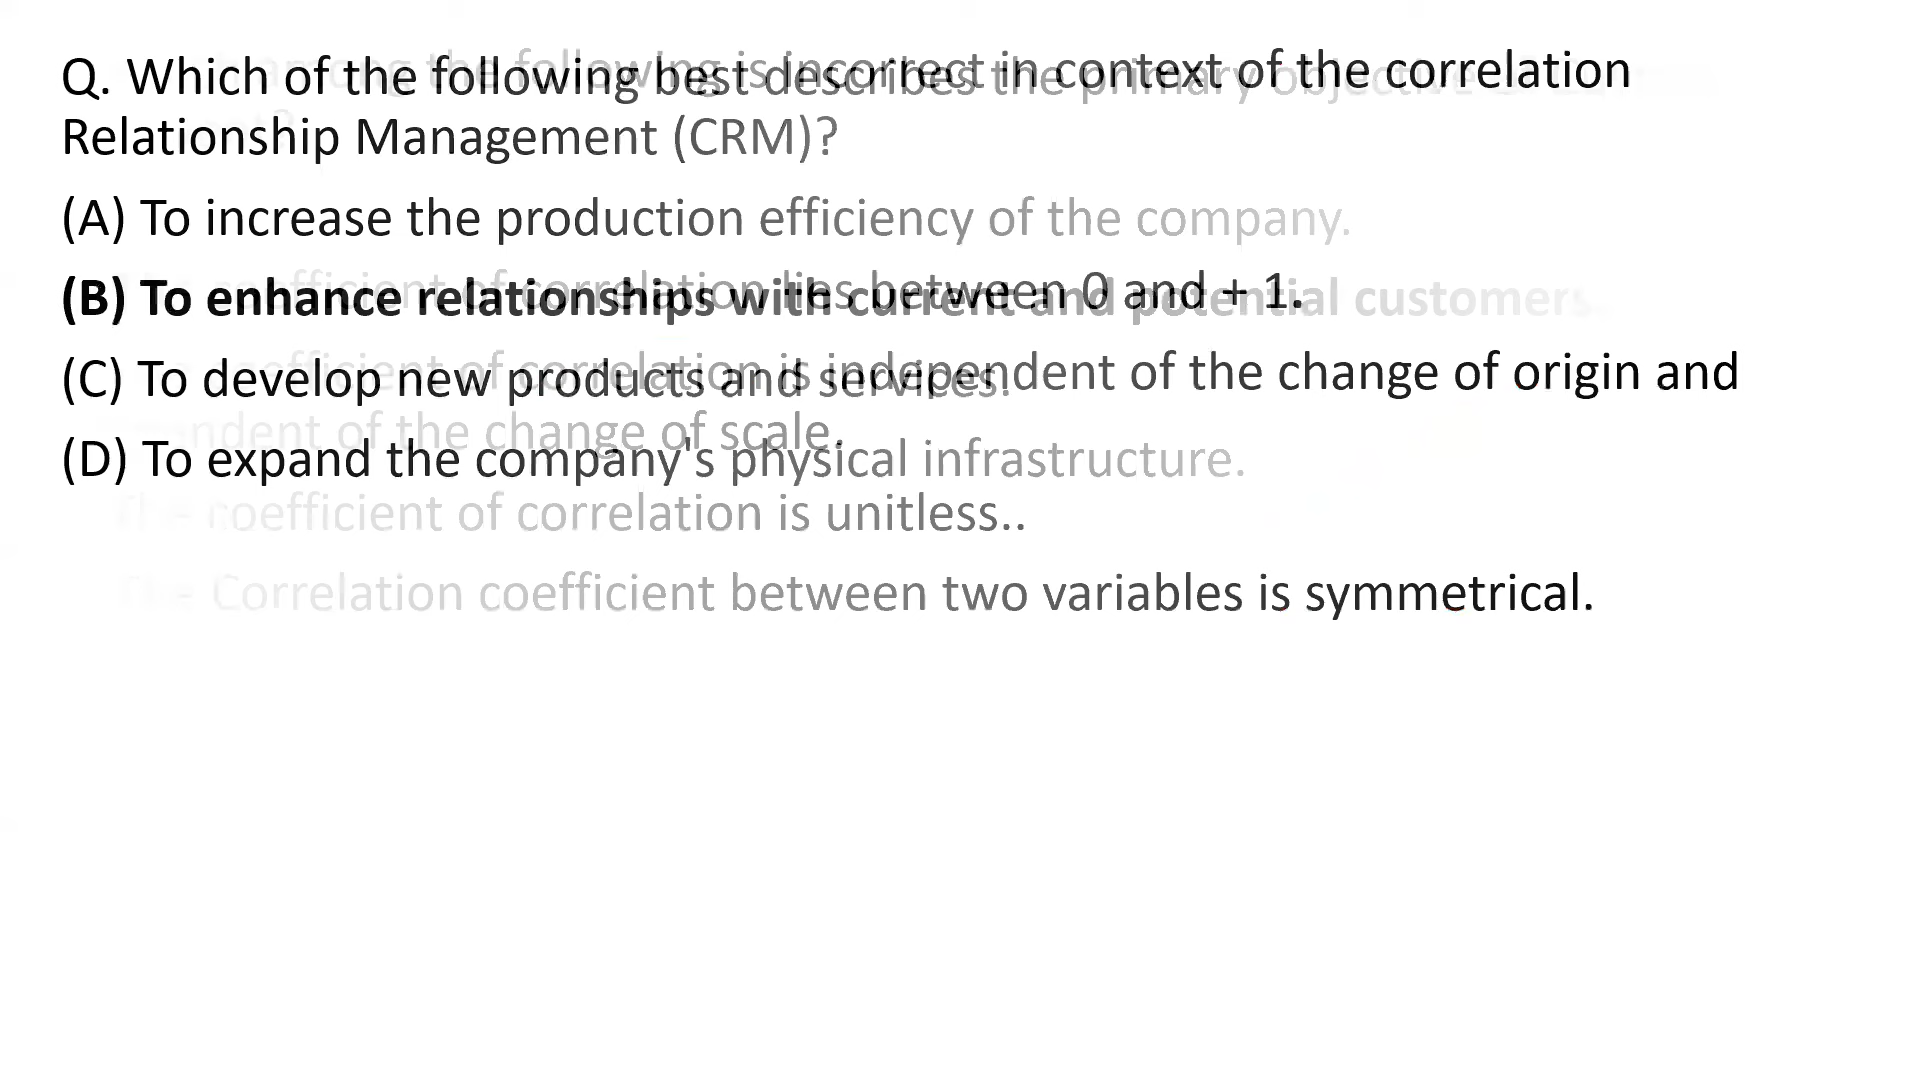 Q. Which of the following best describes the primary objective
among the following is incorrect in context of the correlation
Relationship Management (CRM)?
(A) To increase the production efficiency of the company.
(B) To enhance relationships with current and potential customers.
coefficient of correlation lies between 0 and + 1.
(C) To develop new products and services.
coefficient of correlation is independent of the change of origin and
dependent of the change of scale.
(D) To expand the company's physical infrastructure.
The coefficient of correlation is unitless..
The Correlation coefficient between two variables is symmetrical.